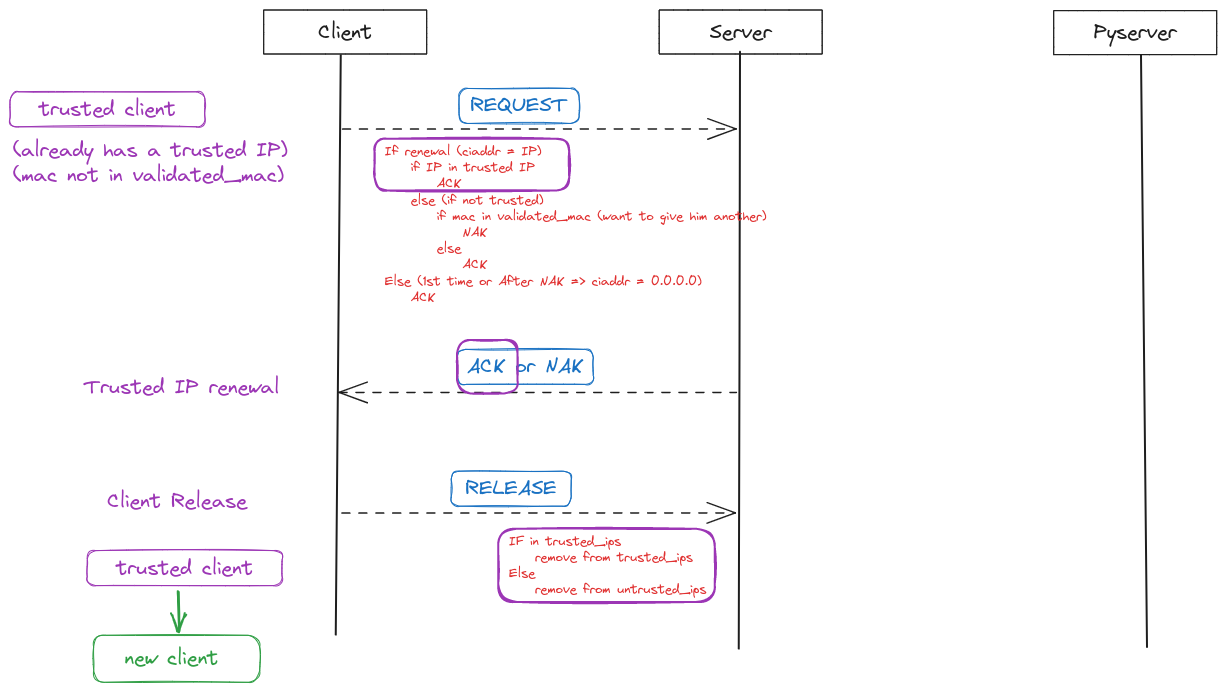 Client
Server
Pyserver
trusted client
REQUEST
(already has a trusted IP)
(mac not in validated_mac)
If renewal (ciaddr = IP)
if IP in trusted IP
ACK
else (if not trusted)
if mac in validated_mac (want to give him another)
NAK
else
ACK
Else (1st time or After NAK => ciaddr = 0.0.0.0)
ACK
ACK or NAK
Trusted IP renewal
RELEASE
Client Release
IF in trusted_ips
remove from trusted_ips
Else
remove from untrusted_ips
trusted client
new client